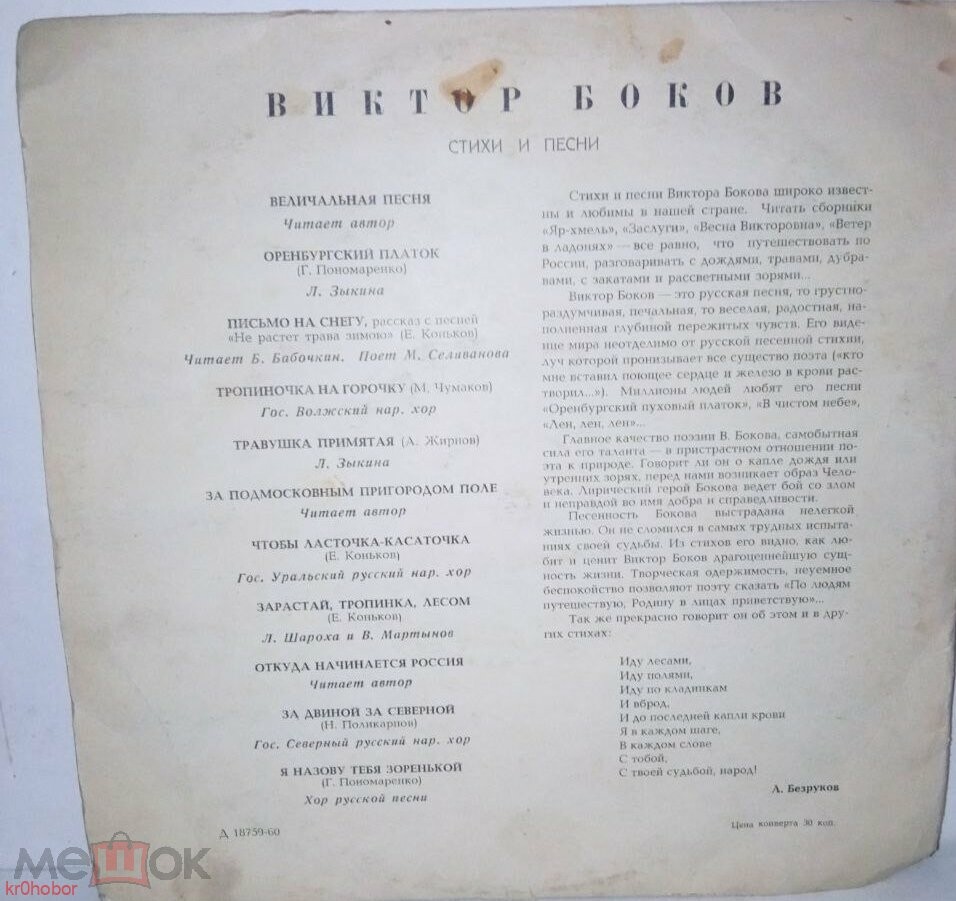 ВИКТОР БОКОВ
СТИХИ И ПЕСНИ
ВЕЛИЧАЛЬНАЯ ПЕСНЯ
Читает автор
ОРЕНБУРГСКИЙ ПЛАТОК
(Г. Пономаренко)
Л. Зыкина
ПИСЬМО НА СНЕГУ, рассказ с песней
«Не растет трава зимою» (Е. Коньков)
Читает Б. Бабочкин. Поет М. Селиванова
ТРОПИНОЧКА НА ГОРОЧКУ (М. Чумаков)
Гос. Волжский нар. хор
ТРАВУШКА ПРИМЯТАЯ (А. Жирнов)
Л. Зыкина
ЗА ПОДМОСКОВНЫМ ПРИГОРОДОМ ПОЛЕ
Читает автор
ЧТОБЫ ЛАСТОЧКА-КАСАТОЧКА
(Е. Коньков)
Гос. Уральский русский нар. хор
ЗАРАСТАЙ, ТРОПИНКА, ЛЕСОМ
(Е. Коньков)
Л. Шароха и В. Мартынов
ОТКУДА НАЧИНАЕТСЯ РОССИЯ
Читает автор
ЗА ДВИНОЙ ЗА СЕВЕРНОЙ
(Н. Поликарпов)
Гос. Северный русский нар. хор
Я НАЗОВУ ТЕБЯ ЗОРЕНЬКОЙ
(Г. Пономаренко)
Хор русской песни
Д 18759-60
Стихи и песни Виктора Бокова широко извест-
ны и любимы в нашей стране. Читать сборники
«Яр-хмель», «Заслуги», «Весна Викторовна», «Ветер
в ладонях» — все равно, что путешествовать по
России, разговаривать с дождями, травами, дубра-
вами, с закатами и рассветными зорями...
Виктор Боков — это русская песня, то грустно-
раздумчивая, печальная, то веселая, радостная, на-
полненная глубиной пережитых чувств. Его виде-
ние мира неотделимо от русской песенной стихии,
луч которой пронизывает все существо поэта («кто
мне вставил поющее сердце и железо в крови рас-
творил...»). Миллионы людей любят его песни
«Оренбургский пуховый платок», «В чистом небе»,
«Лен, лен, лен»...
Главное качество поэзии В. Бокова, самобытная
сила его таланта — в пристрастном отношении по-
эта к природе. Говорит ли он о капле дождя или
утренних зорях, перед нами возникает образ Чело-
века. Лирический герой Бокова ведет бой со злом
и неправдой во имя добра и справедливости.
Песенность Бокова выстрадана нелегкой
жизнью. Он не сломился в самых трудных испыта-
ниях своей судьбы. Из стихов его видно, как лю-
бит и ценит Виктор Боков драгоценнейшую сущ-
ность жизни. Творческая одержимость, неуемное
беспокойство позволяют поэту сказать «По людям
путешествую, Родину в лицах приветствую»...
Так же прекрасно говорит он об этом и в дру-
гих стихах:
Иду лесами,
Иду полями,
Иду по кладинкам
И вброд,
И до последней капли крови
Я в каждом шаге,
В каждом слове
С тобой,
С твоей судьбой, народ!
А. Безруков
Цена конверта 30 коп.
МеШОК
kr0hobor